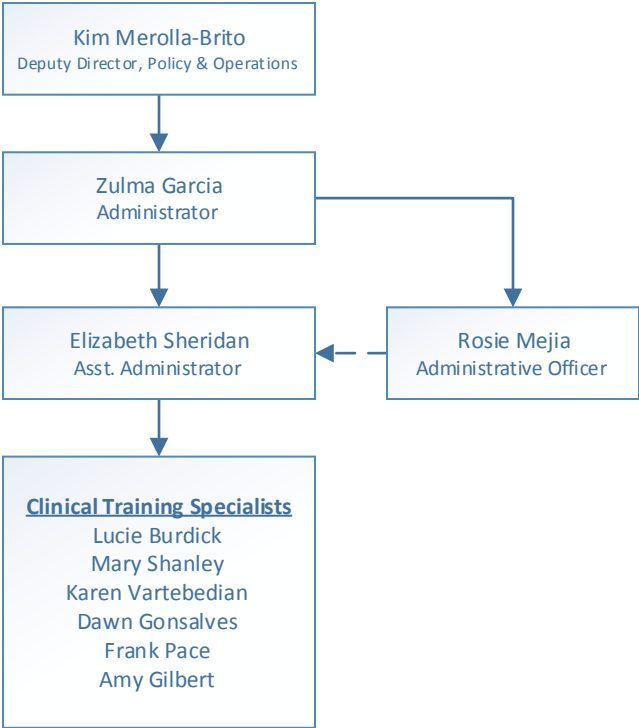 Kim Merolla-Brito
Deputy Director, Policy & Operations
Zulma Garcia
Administrator
Elizabeth Sheridan
Asst. Administrator
Rosie Mejia
Administrative Officer
Clinical Training Specialists
Lucie Burdick
Mary Shanley
Karen Vartebedian
Dawn Gonsalves
Frank Pace
Amy Gilbert